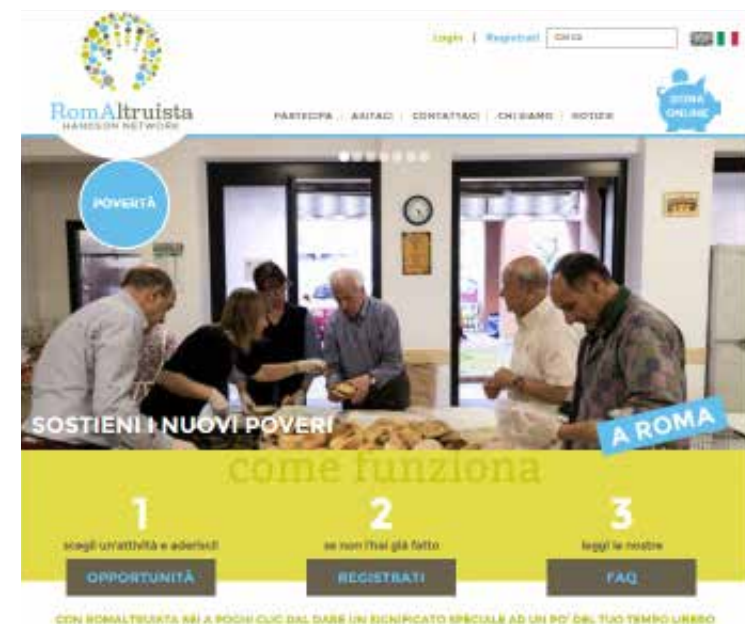 Login | Registrati Cerca
RomAltruista
HANDSON NETWORK
PARTECIPA | AIUTACI | CONTATTACI | CHI SIAMO | NOTIZIE
DONA
ONLINE
POVERTÀ
SOSTIENI I NUOVI POVERI
A ROMA
come funziona
1
2
3
scegli un'attività e aderisci!
se non l'hai già fatto
leggi le nostre
OPPORTUNITÀ
REGISTRATI
FAQ
CON ROMALTRUISTA SEI A POCHI CLIC DAL DARE UN SIGNIFICATO SPECIALE AD UN PO' DEL TUO TEMPO LIBERO